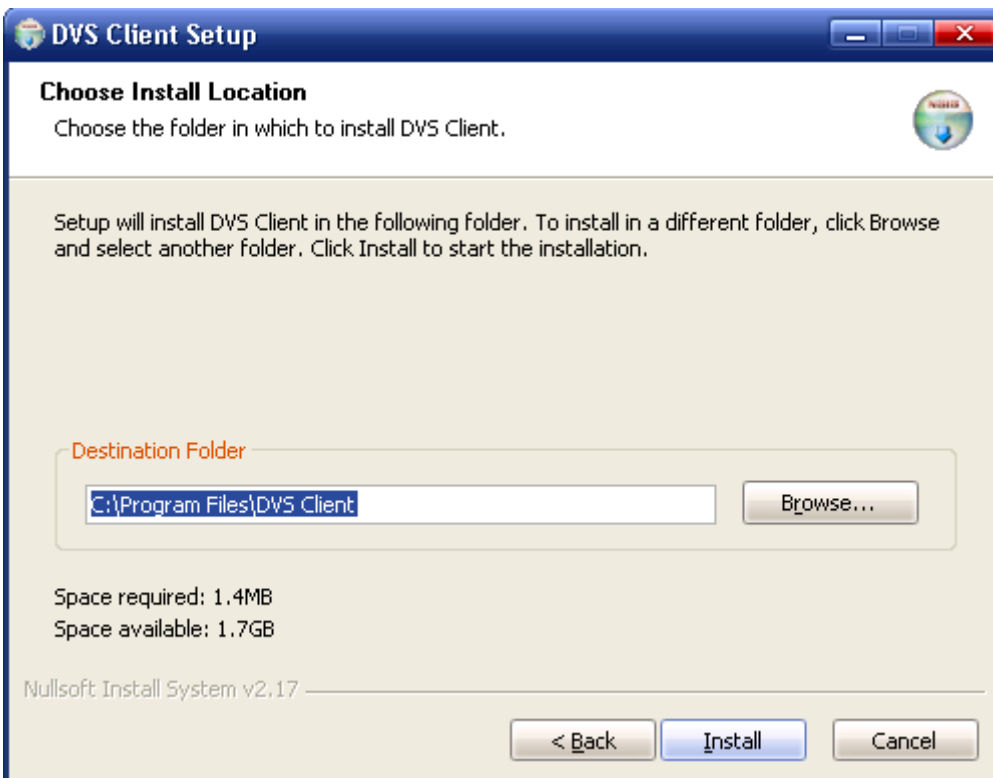 DVS Client Setup
Choose Install Location
Choose the folder in which to install DVS Client.
Setup will install DVS Client in the following folder. To install in a different folder, click Browse
and select another folder. Click Install to start the installation.
Destination Folder
C:\Program Files\DVS Client
Browse...
Space required: 1.4MB
Space available: 1.7GB
Nullsoft Install System v2.17
< Back
Install
Cancel